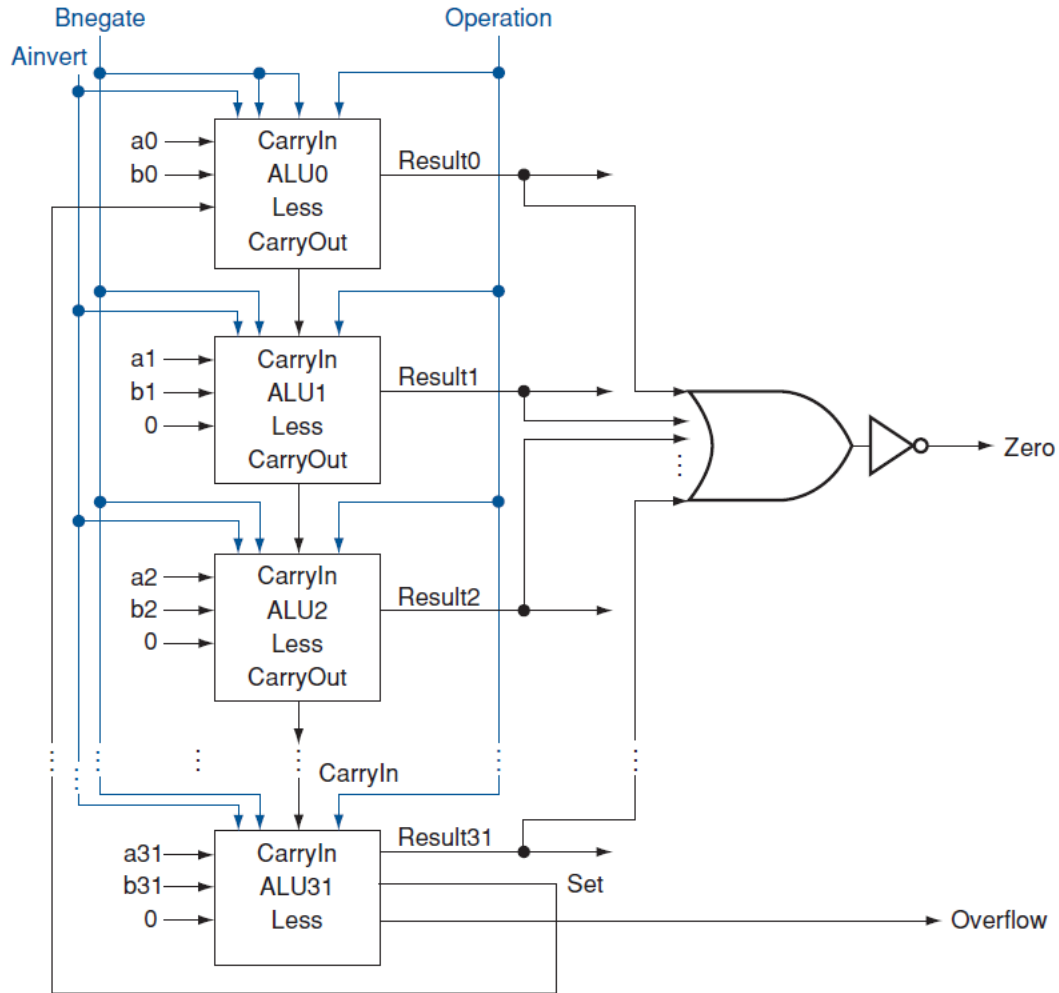 Bnegate
Operation
Ainvert
a0
b0
CarryIn
ALU0
Less
CarryOut
Result0
a1
b1
0
CarryIn
ALU1
Less
CarryOut
Result1
Zero
a2
b2
0
CarryIn
ALU2
Less
CarryOut
Result2
CarryIn
a31
b31
0
CarryIn
ALU31
Less
Result31
Set
Overflow